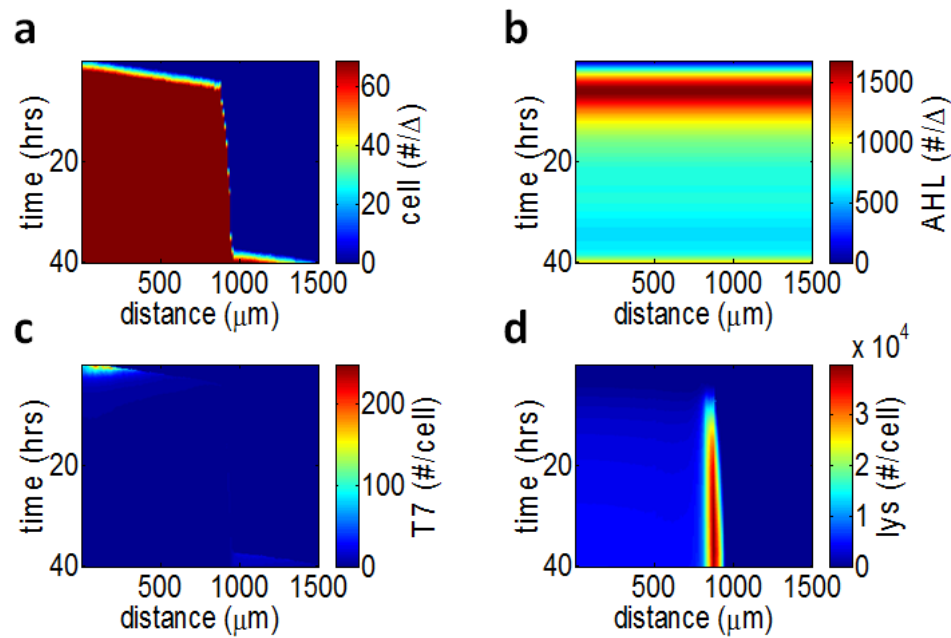 a
time (hrs)
20
40
500 1000 1500
distance (μm)
60
40
20
0
cell (#/Δ)
b
time (hrs)
20
40
500 1000 1500
distance (μm)
1500
1000
500
0
AHL (#/Δ)
c
time (hrs)
20
40
500 1000 1500
distance (μm)
200
100
0
T7 (#/cell)
d
time (hrs)
20
40
500 1000 1500
distance (μm)
x 10⁴
3
2
1
0
lys (#/cell)